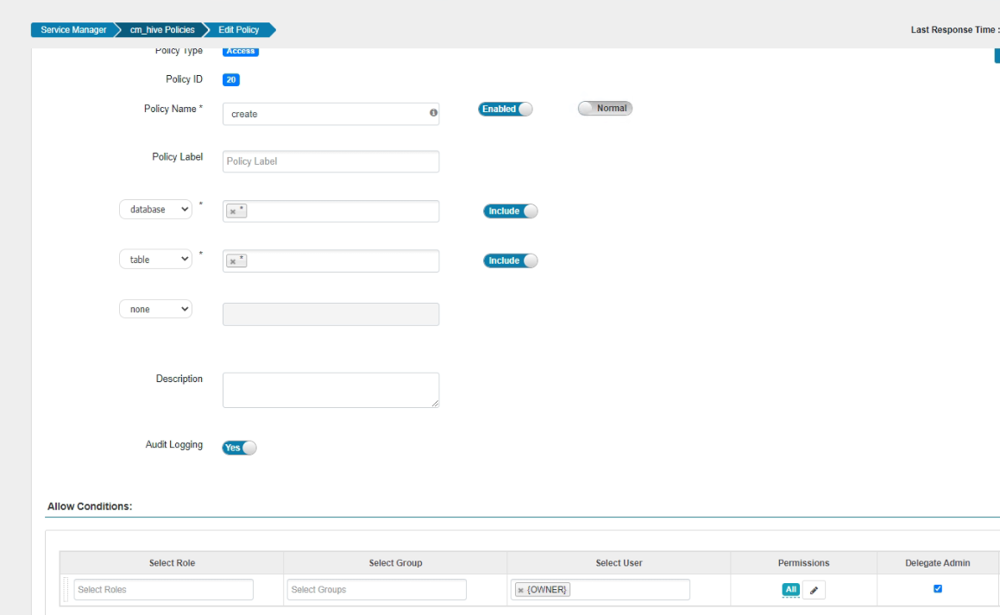 Service Manager cm_hive Policies Edit Policy Last Response Time :
Policy Type Access
Policy ID 20
Policy Name * create Enabled Normal
Policy Label Policy Label
database * × * Include
table * × * Include
none
Description
Audit Logging Yes
Allow Conditions:
Select Role Select Group Select User Permissions Delegate Admin
Select Roles Select Groups × {OWNER} All